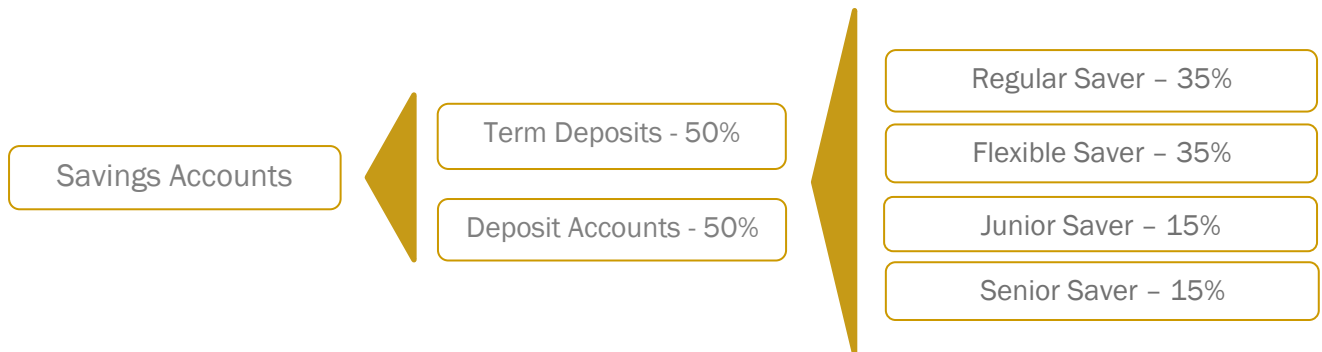 Savings Accounts
Term Deposits - 50%
Deposit Accounts - 50%
Regular Saver – 35%
Flexible Saver – 35%
Junior Saver – 15%
Senior Saver – 15%